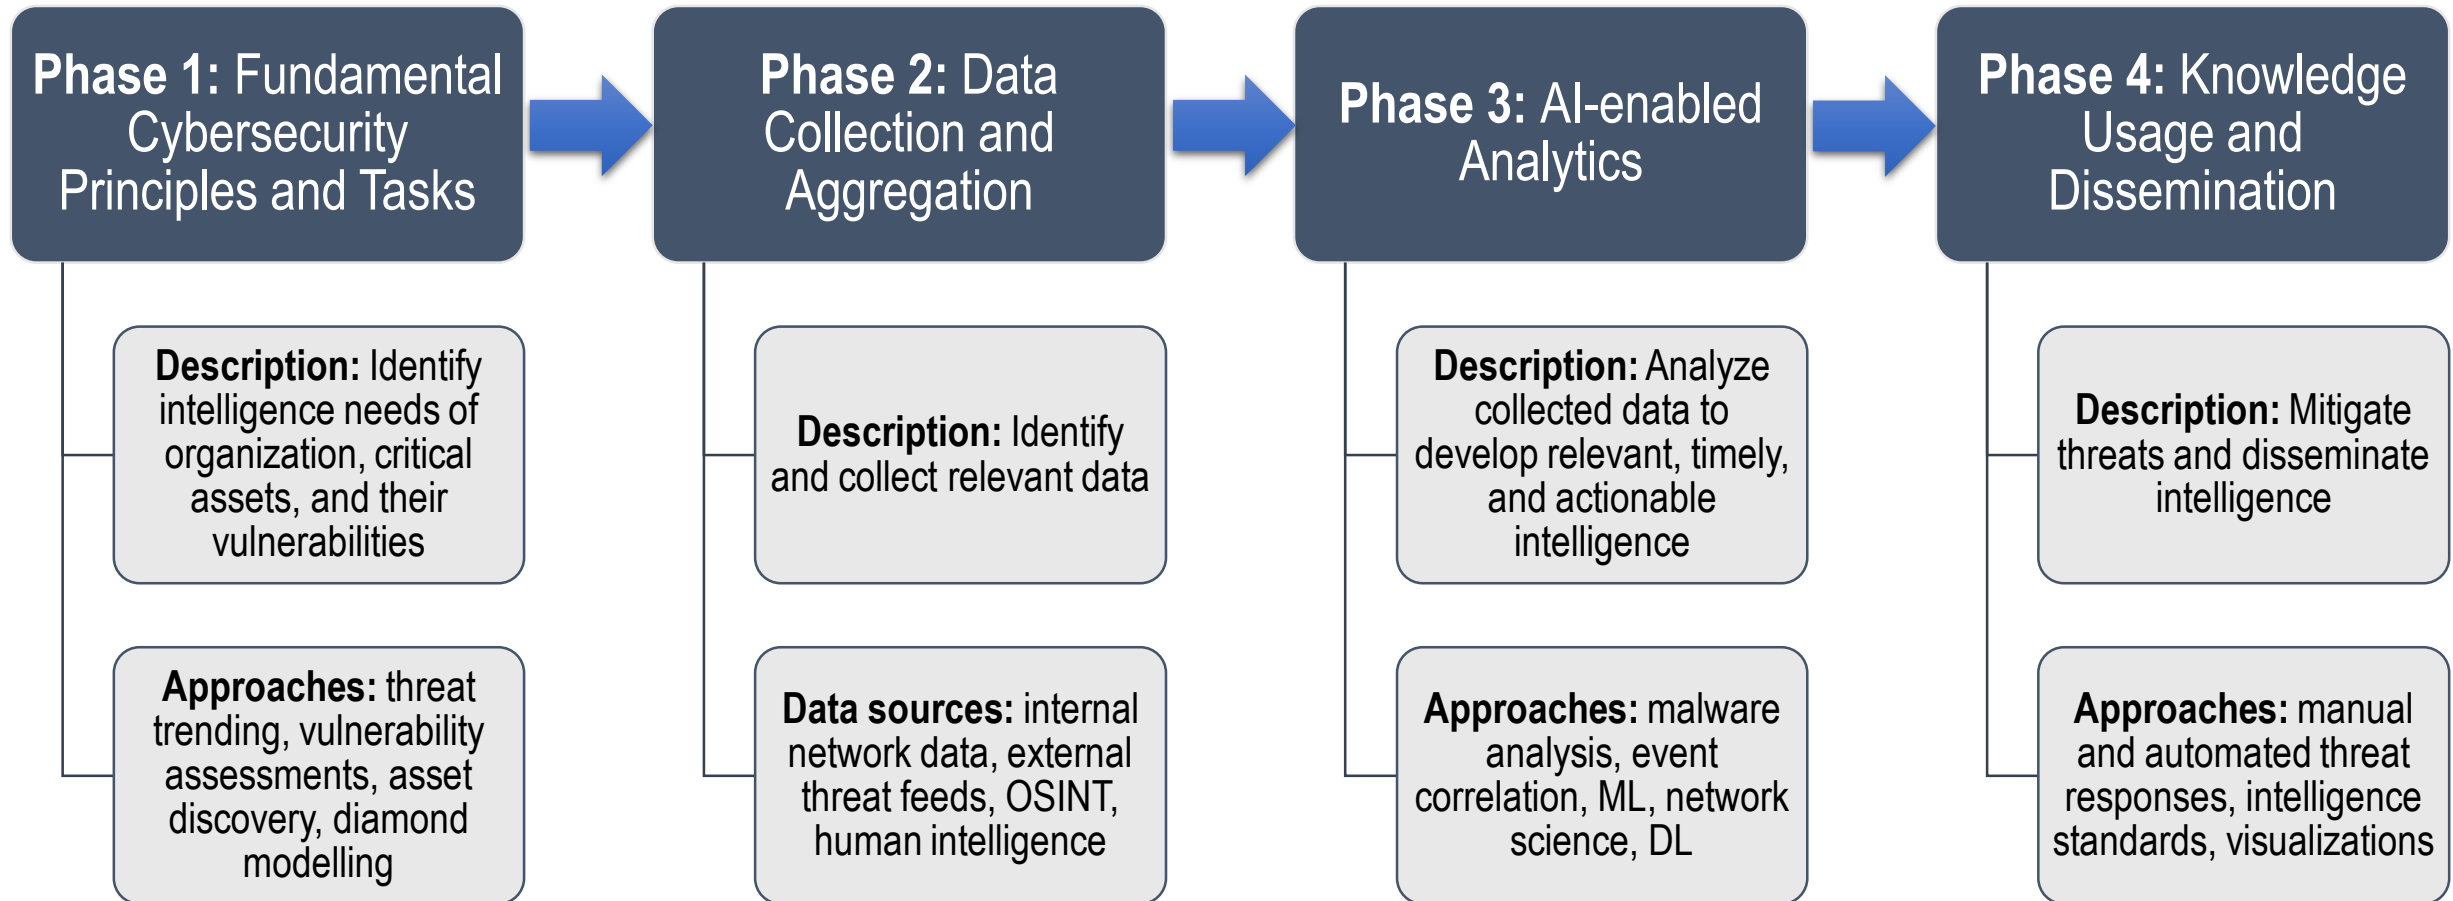 Phase 1: Fundamental
Cybersecurity
Principles and Tasks
Description: Identify
intelligence needs of
organization, critical
assets, and their
vulnerabilities
Approaches: threat
trending, vulnerability
assessments, asset
discovery, diamond
modelling
Phase 2: Data
Collection and
Aggregation
Description: Identify
and collect relevant data
Data sources: internal
network data, external
threat feeds, OSINT,
human intelligence
Phase 3: AI-enabled
Analytics
Description: Analyze
collected data to
develop relevant, timely,
and actionable
intelligence
Approaches: malware
analysis, event
correlation, ML, network
science, DL
Phase 4: Knowledge
Usage and
Dissemination
Description: Mitigate
threats and disseminate
intelligence
Approaches: manual
and automated threat
responses, intelligence
standards, visualizations